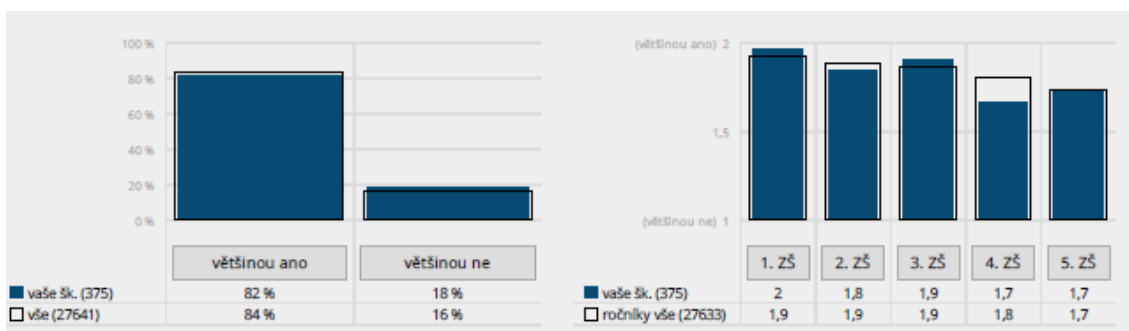 100 %
80 %
60 %
40 %
20 %
0 %
většinou ano většinou ne
vaše šk. (375) 82 % 18 %
vše (27641) 84 % 16 %
(většinou ano) 2
1,5
(většinou ne) 1
1. ZŠ 2. ZŠ 3. ZŠ 4. ZŠ 5. ZŠ
vaše šk. (375) 2 1,8 1,9 1,7 1,7
ročníky vše (27633) 1,9 1,9 1,9 1,8 1,7